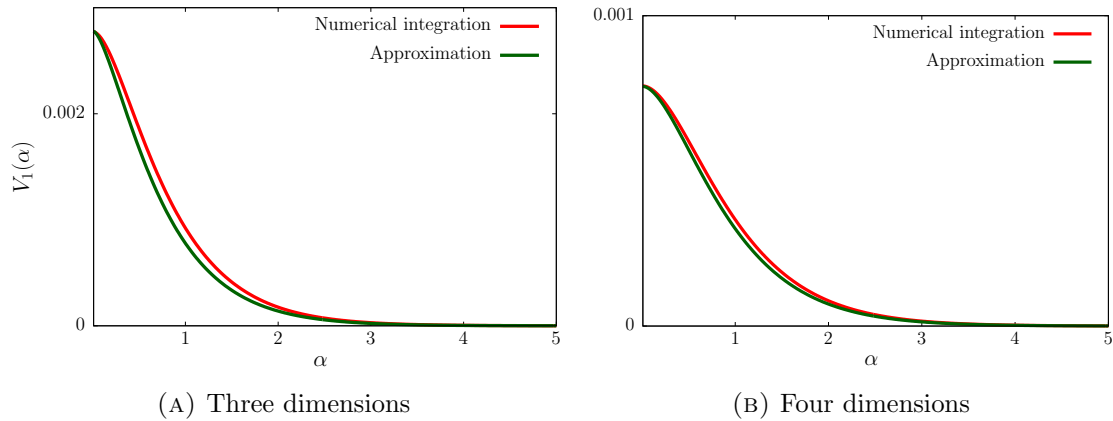 Numerical integration
Approximation
0.002
0
V₁(α)
1 2 3 4 5
α
(A) Three dimensions
0.001
Numerical integration
Approximation
0
1 2 3 4 5
α
(B) Four dimensions